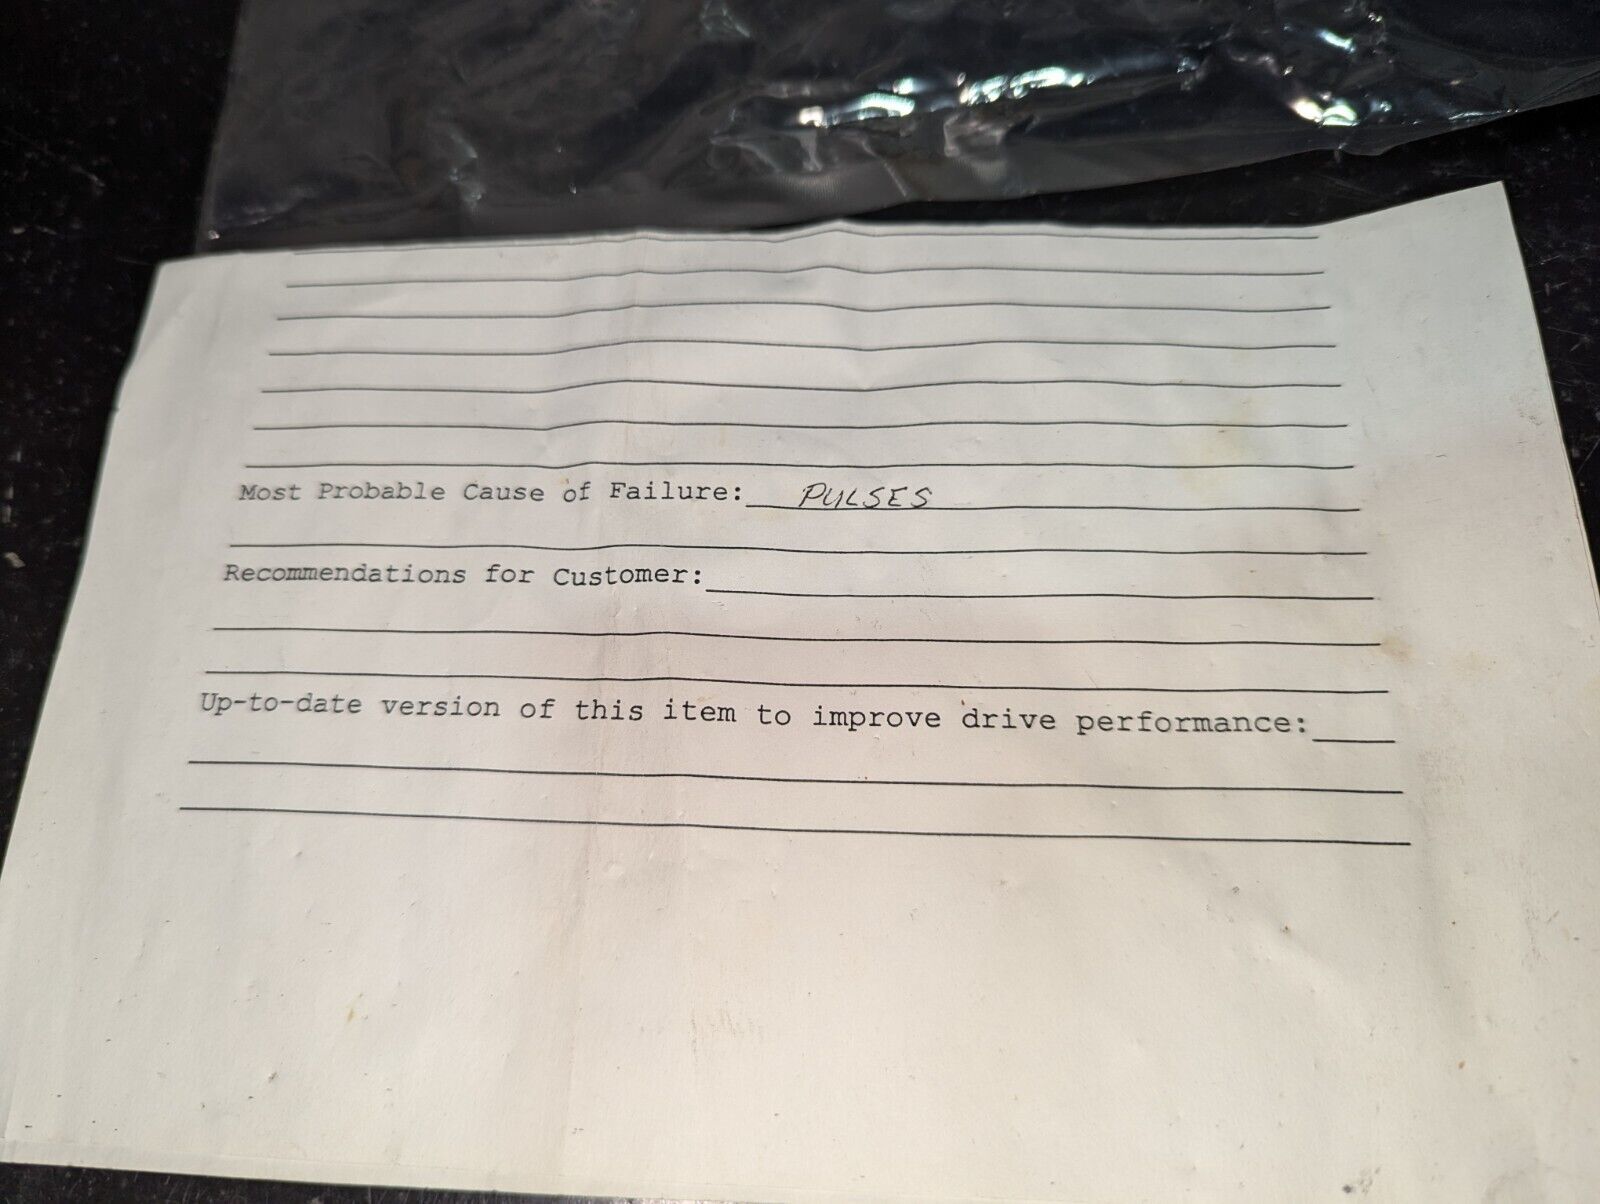 Most Probable Cause of Failure: PULSES
Recommendations for Customer:
Up-to-date version of this item to improve drive performance: